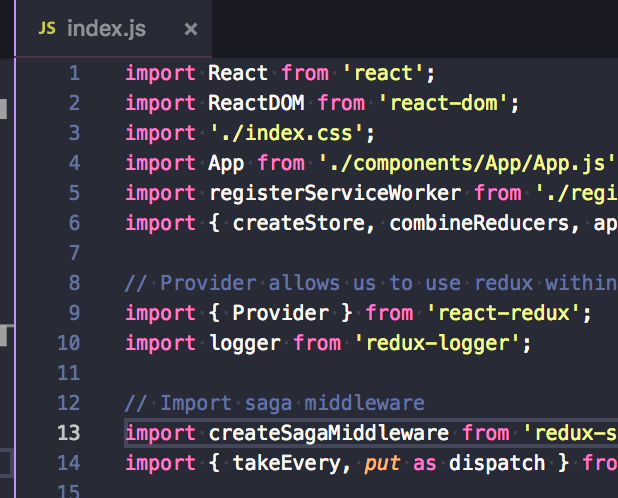 JS index.js ×
1 import React from 'react';
2 import ReactDOM from 'react-dom';
3 import './index.css';
4 import App from './components/App/App.js'
5 import registerServiceWorker from './regi
6 import { createStore, combineReducers, ap
7
8 // Provider allows us to use redux within
9 import { Provider } from 'react-redux';
10 import logger from 'redux-logger';
11
12 // Import saga middleware
13 import createSagaMiddleware from 'redux-s
14 import { takeEvery, put as dispatch } fro
15